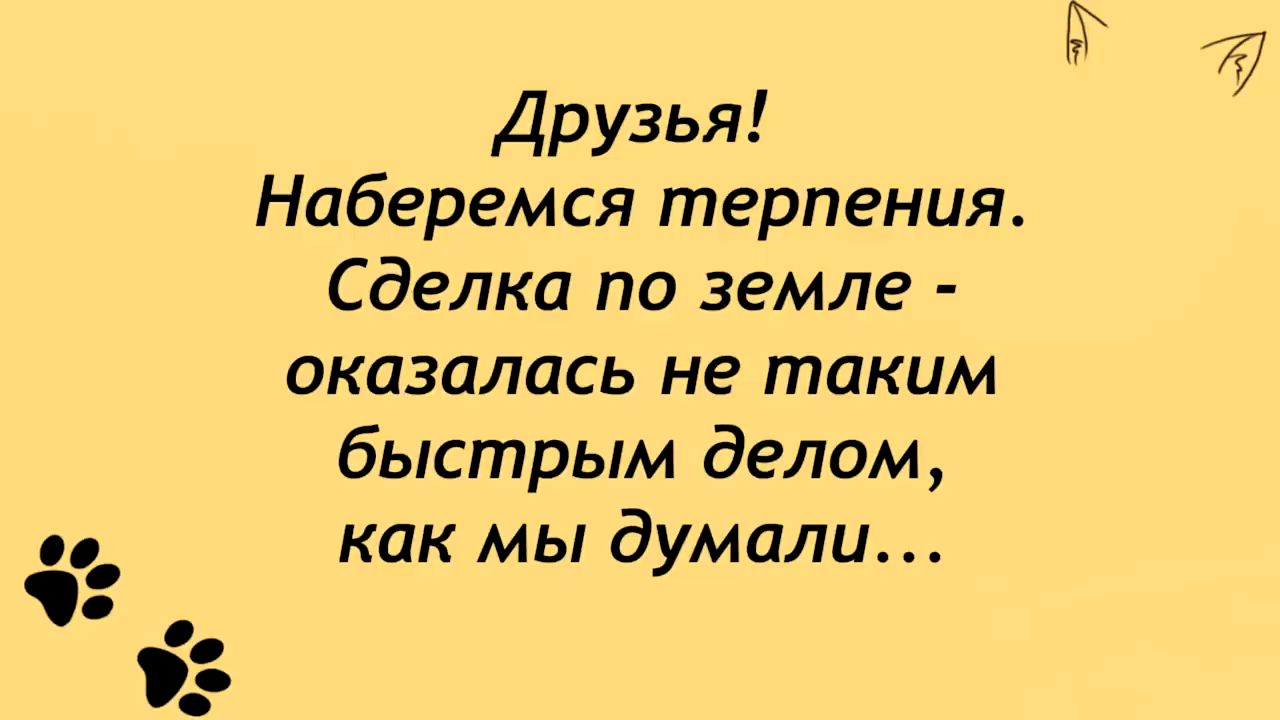 Друзья!
Наберемся терпения.
Сделка по земле -
оказалась не таким
быстрым делом,
как мы думали...